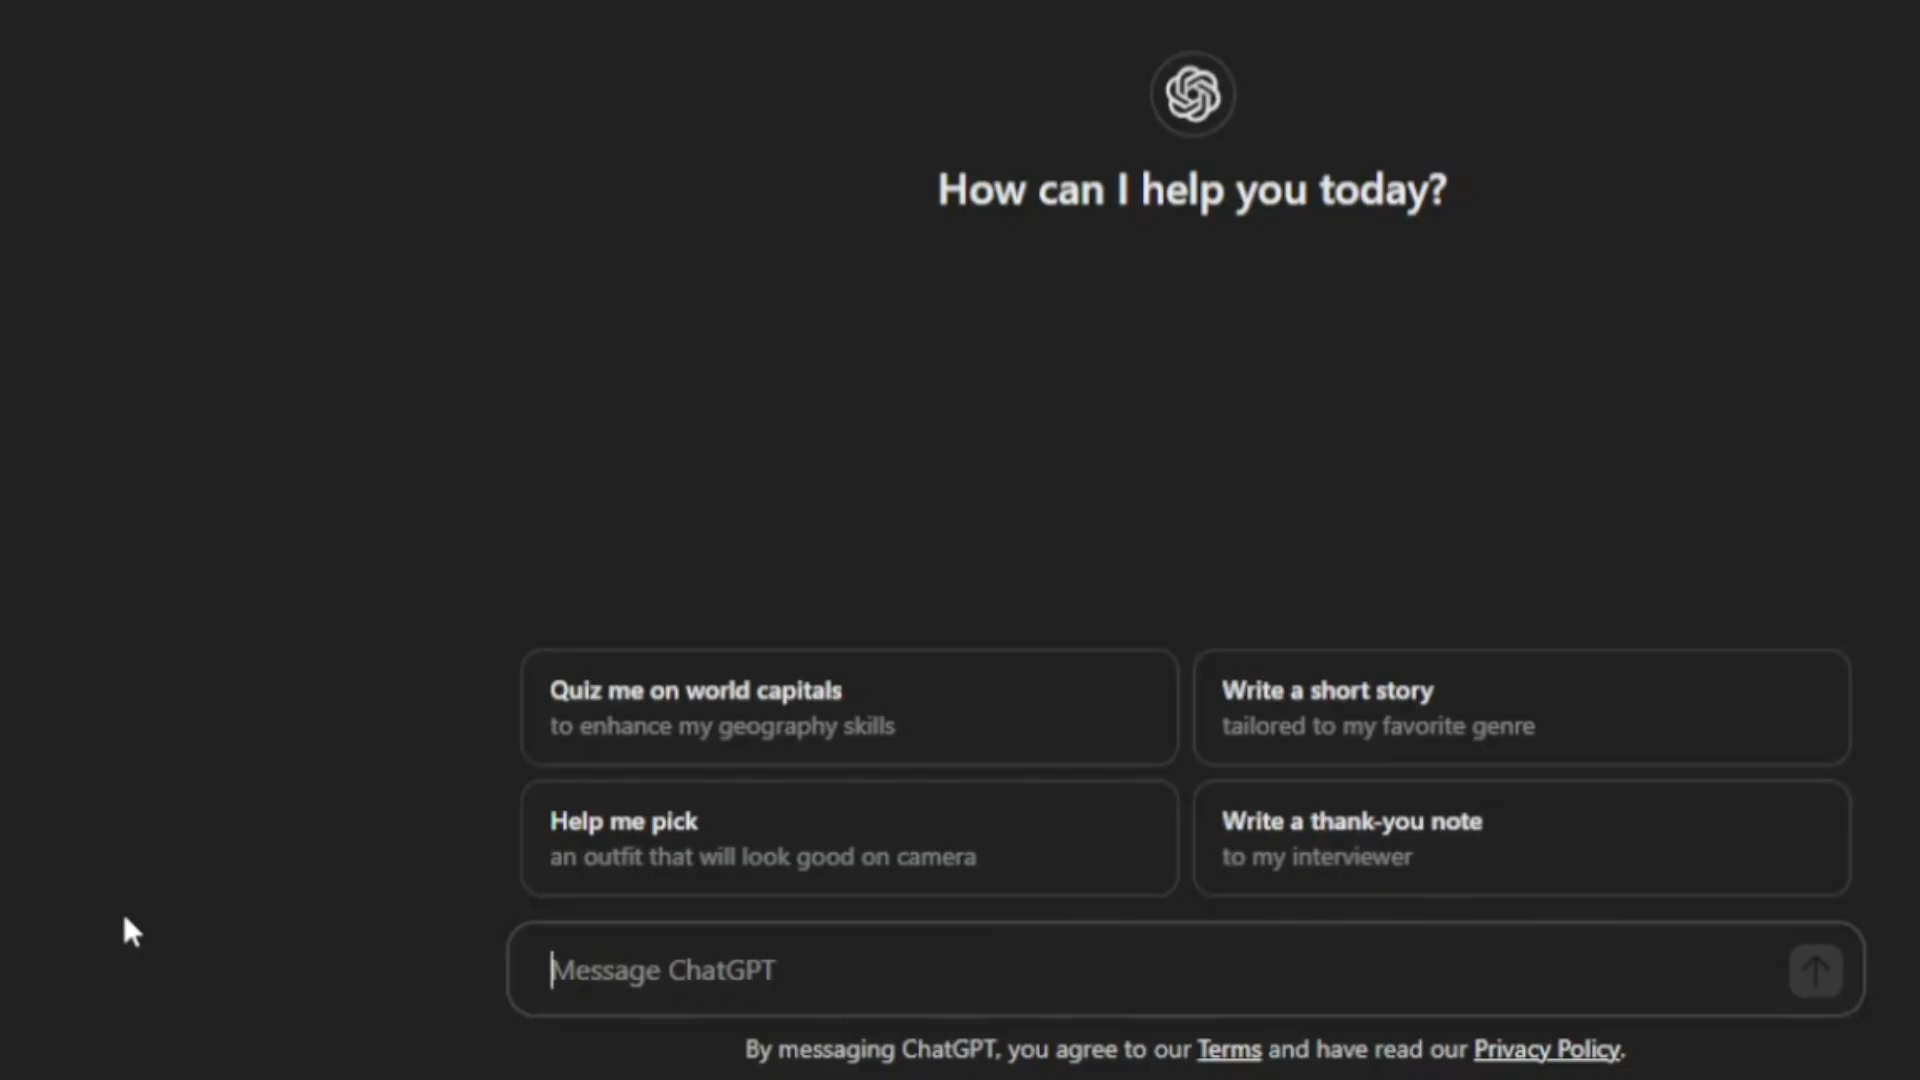 How can I help you today?
Quiz me on world capitals
to enhance my geography skills
Write a short story
tailored to my favorite genre
Help me pick
an outfit that will look good on camera
Write a thank-you note
to my interviewer
Message ChatGPT
By messaging ChatGPT, you agree to our Terms and have read our Privacy Policy.